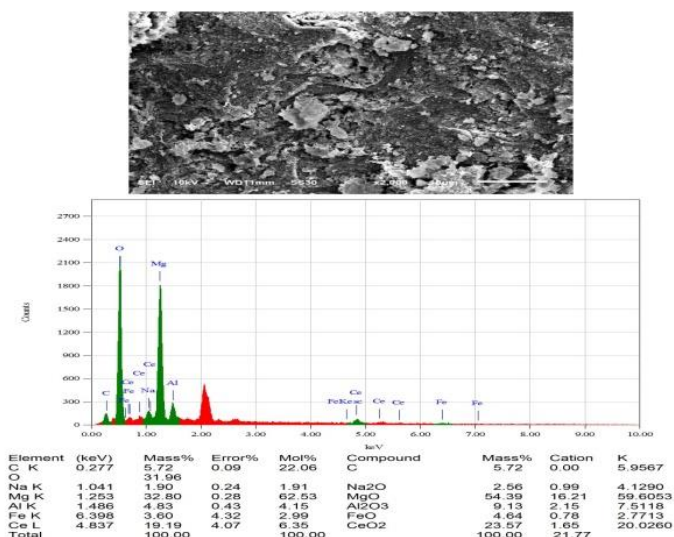 SEI 10kV WD11mm SS30 x2,000 10µm
2700
2400
2100
1800
1500
1200
900
600
300
0
Counts
O
Mg
Ce
Ce
Ce
Fe
Fe
C
Na
Al
Ce
FeKesc
Ce
Ce
Fe
Fe
0.00 1.00 2.00 3.00 4.00 5.00 6.00 7.00 8.00 9.00 10.00
keV
Element (keV) Mass% Error% Mol% Compound Mass% Cation K
C K 0.277 5.72 0.09 22.06 C 5.72 0.00 5.9567
O 31.96
Na K 1.041 1.90 0.24 1.91 Na2O 2.56 0.99 4.1290
Mg K 1.253 32.80 0.28 62.53 MgO 54.39 16.21 59.6053
Al K 1.486 4.83 0.43 4.15 Al2O3 9.13 2.15 7.5118
Fe K 6.398 3.60 4.32 2.99 FeO 4.64 0.78 2.7713
Ce L 4.837 19.19 4.07 6.35 CeO2 23.57 1.65 20.0260
Total 100.00 100.00 100.00 21.77